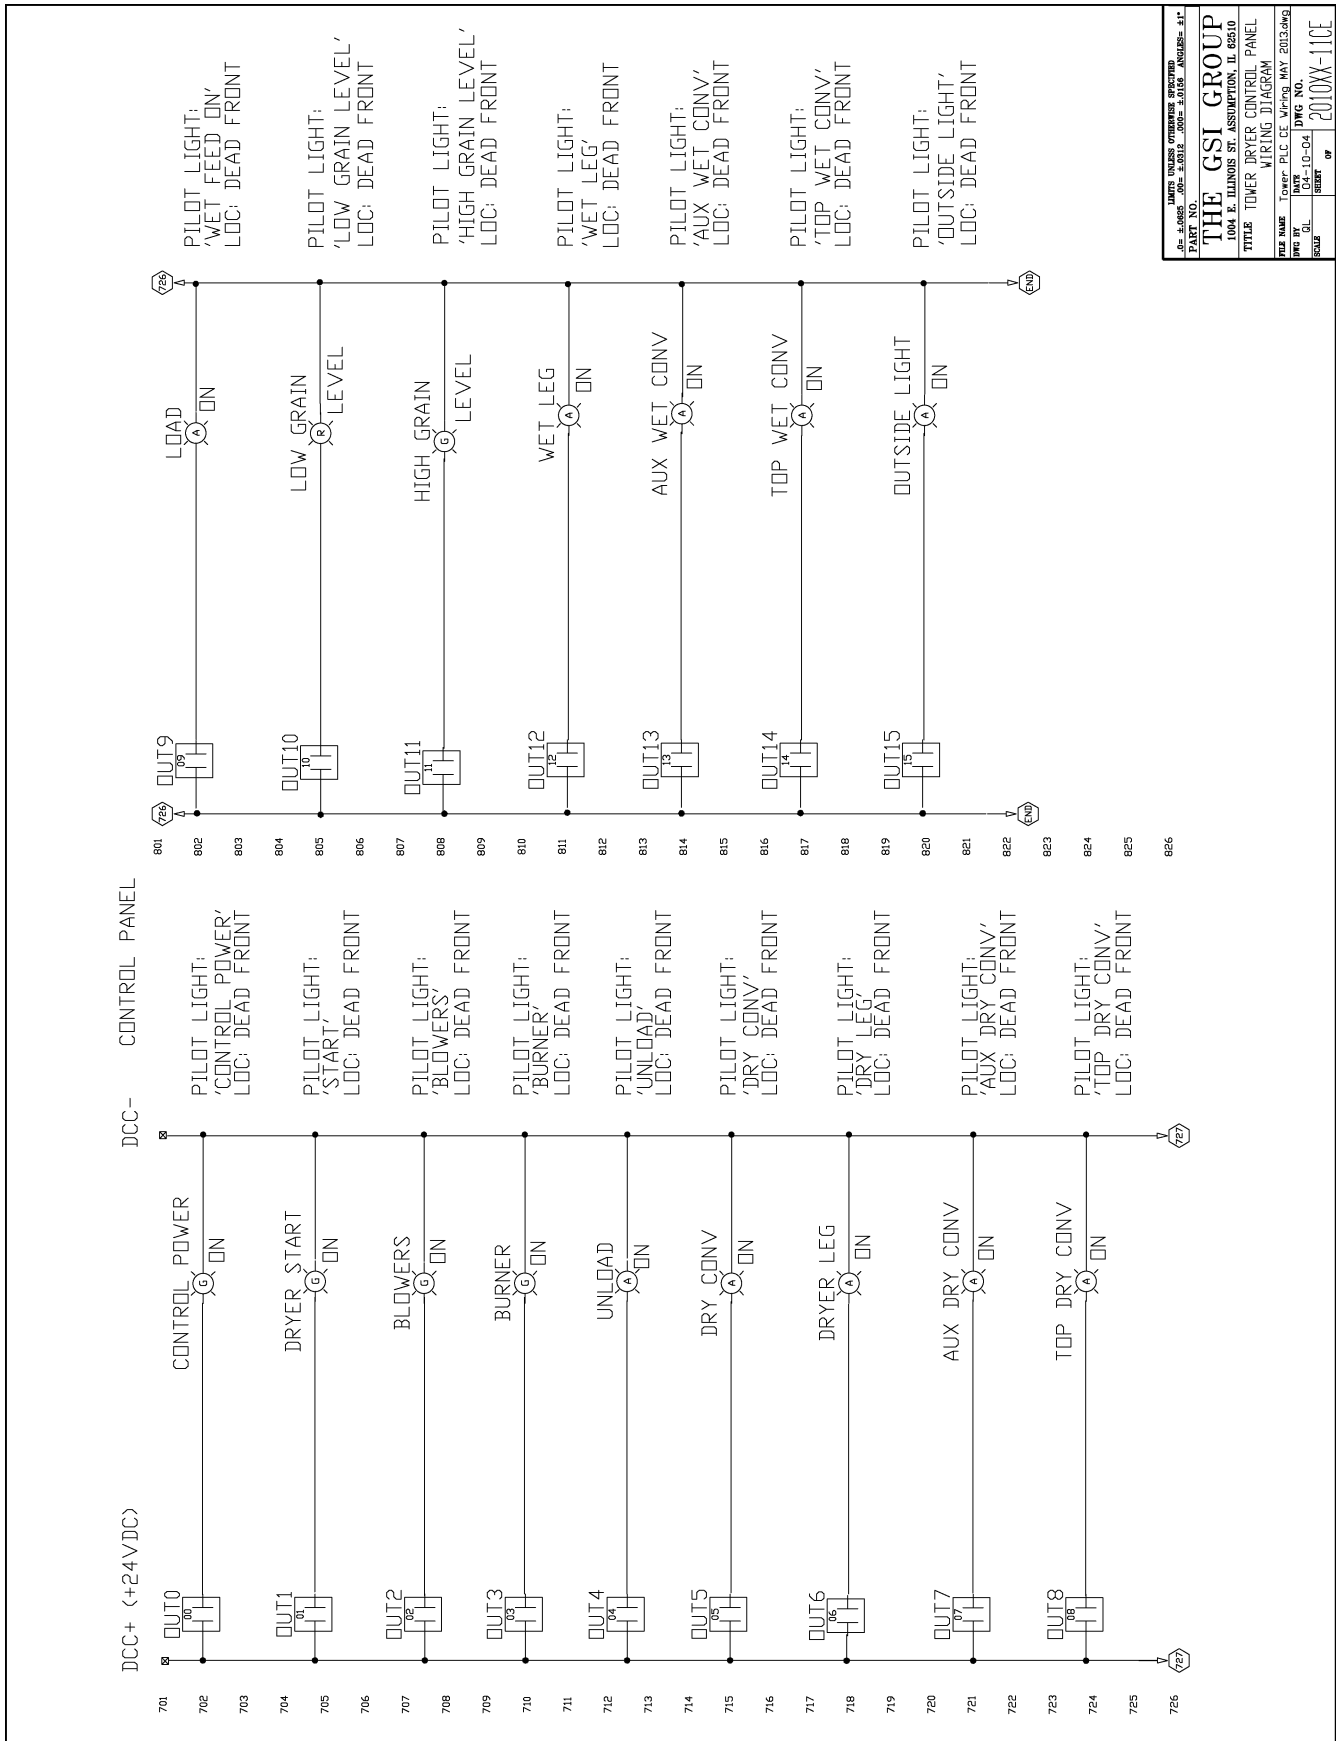 DCC+ (+24VDC)
DCC-
CONTROL PANEL
701
702
703
704
705
706
707
708
709
710
711
712
713
714
715
716
717
718
719
720
721
722
723
724
725
726
OUT0
00
CONTROL POWER
G
ON
PILOT LIGHT:
'CONTROL POWER'
LOC: DEAD FRONT
OUT1
01
DRYER START
G
ON
PILOT LIGHT:
'START'
LOC: DEAD FRONT
OUT2
02
BLOWERS
G
ON
PILOT LIGHT:
'BLOWERS'
LOC: DEAD FRONT
OUT3
03
BURNER
G
ON
PILOT LIGHT:
'BURNER'
LOC: DEAD FRONT
OUT4
04
UNLOAD
A
ON
PILOT LIGHT:
'UNLOAD'
LOC: DEAD FRONT
OUT5
05
DRY CONV
A
ON
PILOT LIGHT:
'DRY CONV'
LOC: DEAD FRONT
OUT6
06
DRYER LEG
A
ON
PILOT LIGHT:
'DRY LEG'
LOC: DEAD FRONT
OUT7
07
AUX DRY CONV
A
ON
PILOT LIGHT:
'AUX DRY CONV'
LOC: DEAD FRONT
OUT8
08
TOP DRY CONV
A
ON
PILOT LIGHT:
'TOP DRY CONV'
LOC: DEAD FRONT
727
727
801
802
803
804
805
806
807
808
809
810
811
812
813
814
815
816
817
818
819
820
821
822
823
824
825
826
726
726
OUT9
09
LOAD
A
ON
PILOT LIGHT:
'WET FEED ON'
LOC: DEAD FRONT
OUT10
10
LOW GRAIN
R
LEVEL
PILOT LIGHT:
'LOW GRAIN LEVEL'
LOC: DEAD FRONT
OUT11
11
HIGH GRAIN
G
LEVEL
PILOT LIGHT:
'HIGH GRAIN LEVEL'
LOC: DEAD FRONT
OUT12
12
WET LEG
A
ON
PILOT LIGHT:
'WET LEG'
LOC: DEAD FRONT
OUT13
13
AUX WET CONV
A
ON
PILOT LIGHT:
'AUX WET CONV'
LOC: DEAD FRONT
OUT14
14
TOP WET CONV
A
ON
PILOT LIGHT:
'TOP WET CONV'
LOC: DEAD FRONT
OUT15
15
OUTSIDE LIGHT
A
ON
PILOT LIGHT:
'OUTSIDE LIGHT'
LOC: DEAD FRONT
END
END
LIMITS UNLESS OTHERWISE SPECIFIED
.0= ±.0625 .00= ±.0312 .000= ±.0156 ANGLES= ±1°
PART NO.
THE GSI GROUP
1004 E. ILLINOIS ST. ASSUMPTION, IL 62510
TITLE TOWER DRYER CONTROL PANEL
WIRING DIAGRAM
FILE NAME Tower PLC CE Wiring MAY 2013.dwg
DWG BY QL
DATE 04-10-04
DWG NO. 2010XX-11CE
SCALE
SHEET OF